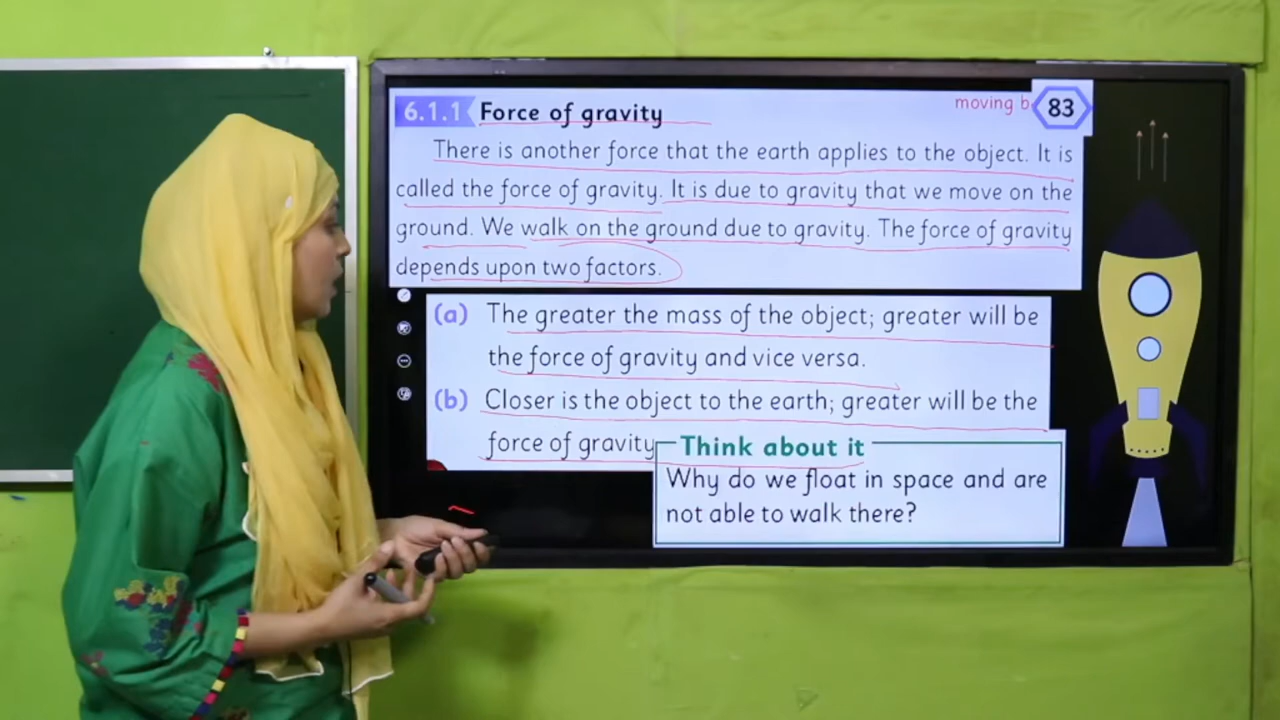 6.1.1 Force of gravity
moving b
83
There is another force that the earth applies to the object. It is
called the force of gravity. It is due to gravity that we move on the
ground. We walk on the ground due to gravity. The force of gravity
depends upon two factors.
(a) The greater the mass of the object; greater will be
the force of gravity and vice versa.
(b) Closer is the object to the earth; greater will be the
force of gravity
Think about it
Why do we float in space and are
not able to walk there?